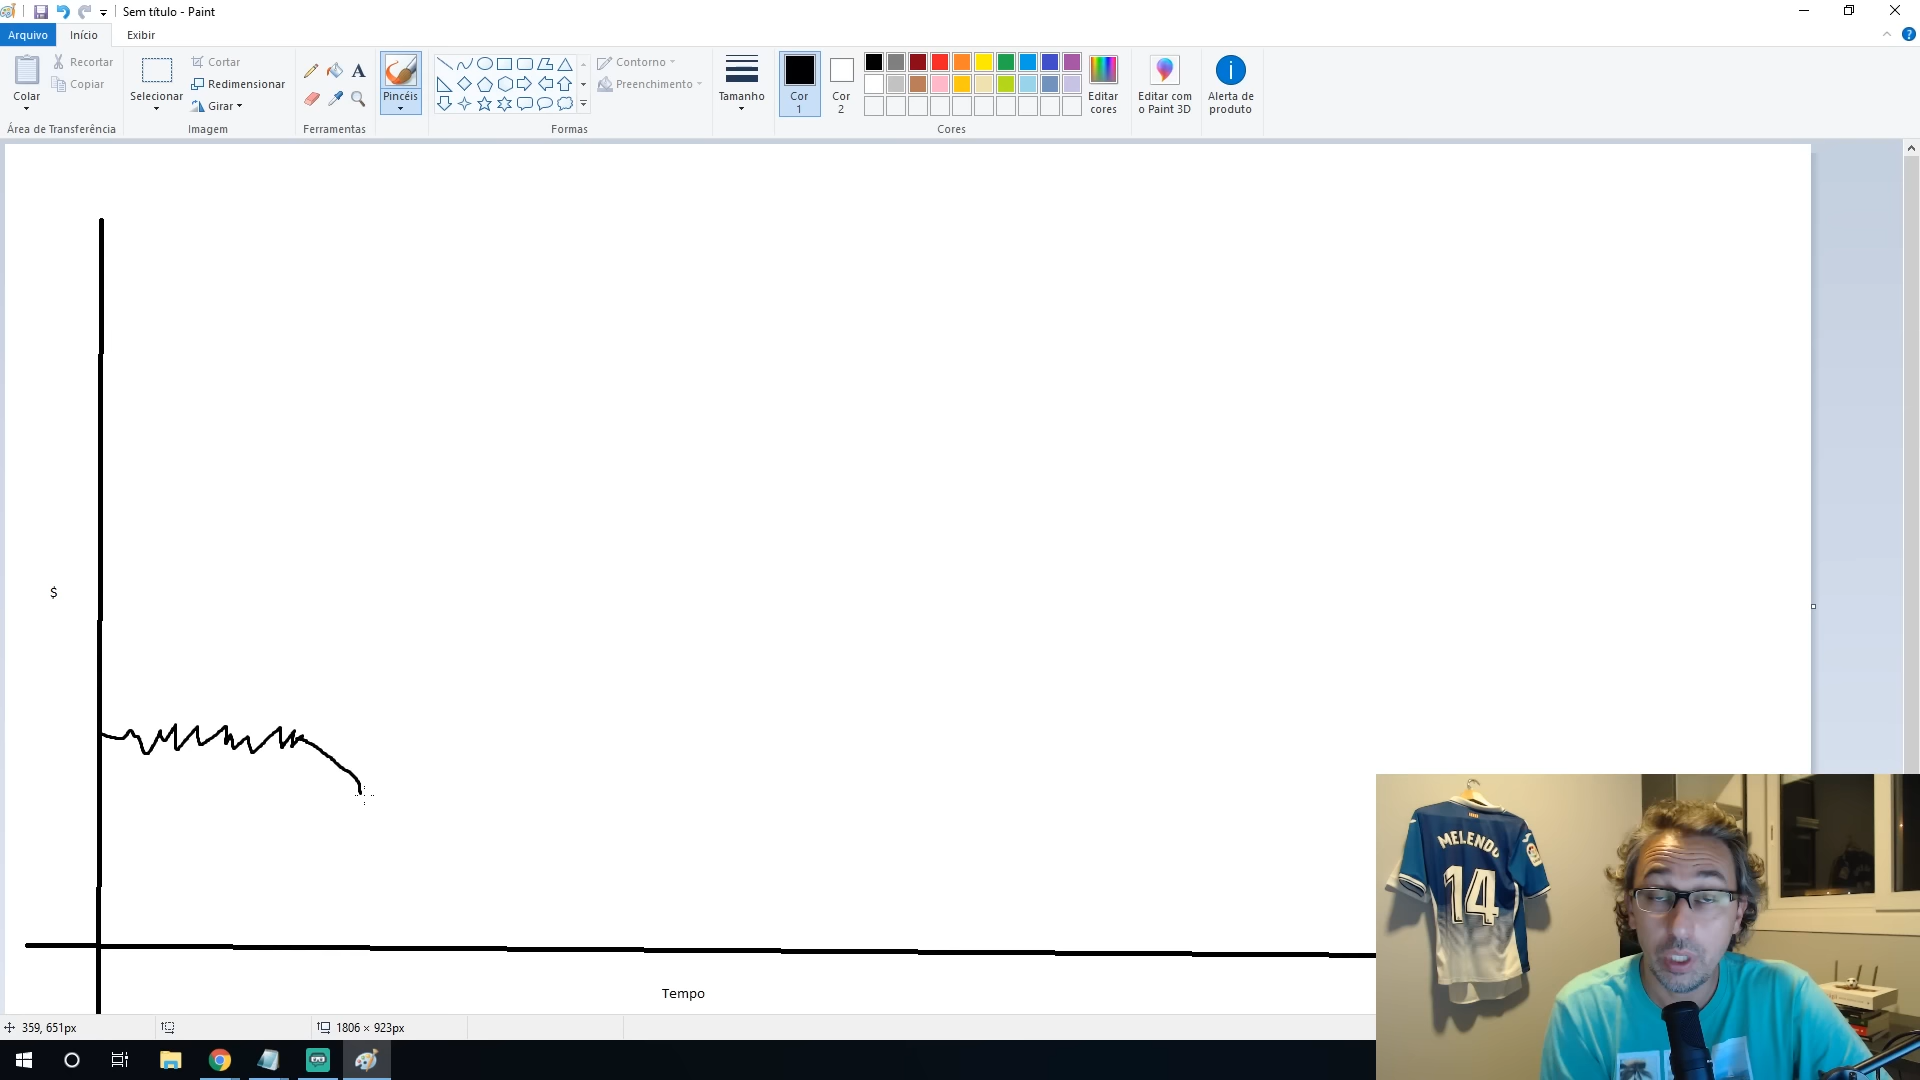 Sem título - Paint
Arquivo Início Exibir
Colar
Recortar
Copiar
Área de Transferência
Selecionar
Cortar
Redimensionar
Girar
Imagem
A
Ferramentas
Pincéis
Contorno
Preenchimento
Formas
Tamanho
Cor 1
Cor 2
Cores
Editar cores
Editar com o Paint 3D
Alerta de produto
$
Tempo
MELENDO
14
359, 651px
1806 × 923px